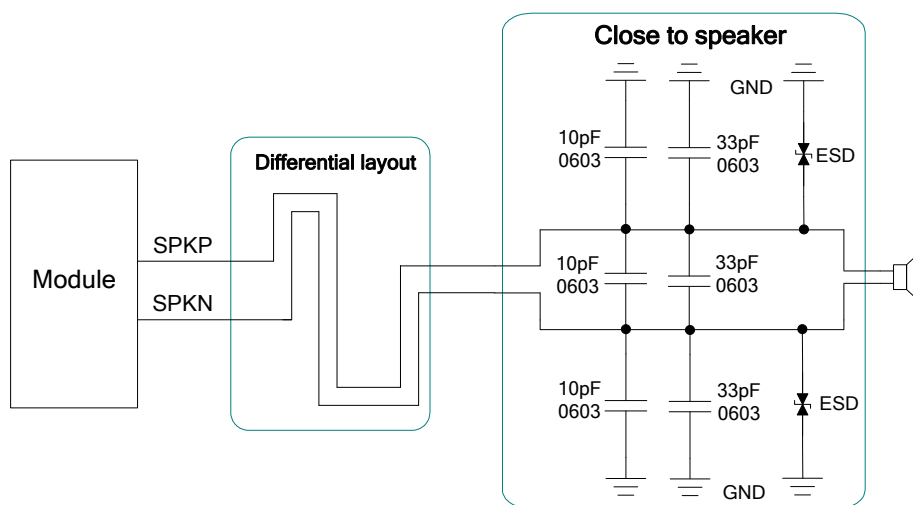 Close to speaker
GND
10pF
0603
33pF
0603
ESD
Differential layout
SPKP
Module
SPKN
10pF
0603
33pF
0603
10pF
0603
33pF
0603
ESD
GND